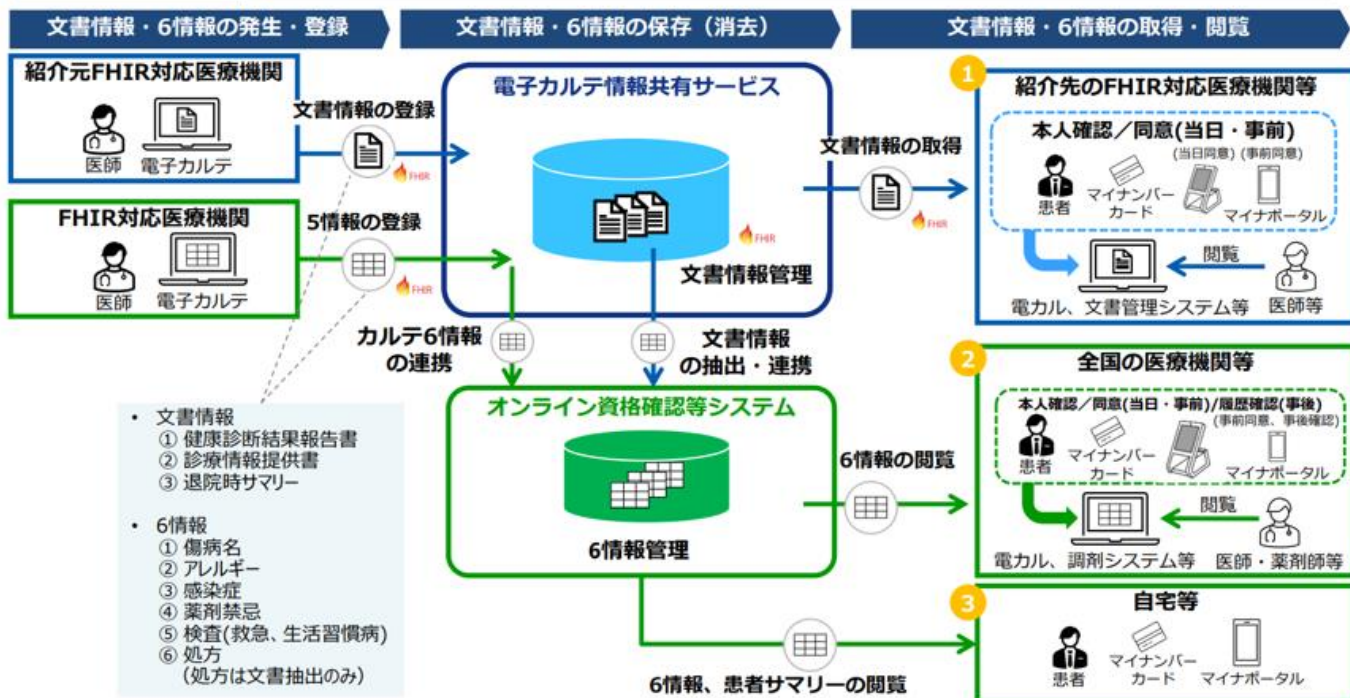 文書情報・6情報の発生・登録
文書情報・6情報の保存（消去）
文書情報・6情報の取得・閲覧
紹介元FHIR対応医療機関
医師
電子カルテ
文書情報の登録
FHIR
FHIR対応医療機関
医師
電子カルテ
5情報の登録
FHIR
電子カルテ情報共有サービス
FHIR
文書情報管理
カルテ6情報
の連携
文書情報
の抽出・連携
オンライン資格確認等システム
6情報管理
文書情報の取得
FHIR
6情報の閲覧
6情報、患者サマリーの閲覧
1
紹介先のFHIR対応医療機関等
本人確認／同意(当日・事前)
(当日同意)
(事前同意)
患者
マイナンバー
カード
マイナポータル
閲覧
電カル、文書管理システム等
医師等
2
全国の医療機関等
本人確認／同意(当日・事前)/履歴確認(事後)
(事前同意、事後確認)
患者
マイナンバー
カード
マイナポータル
閲覧
電カル、調剤システム等
医師・薬剤師等
3
自宅等
患者
マイナンバー
カード
マイナポータル
• 文書情報
① 健康診断結果報告書
② 診療情報提供書
③ 退院時サマリー
• 6情報
① 傷病名
② アレルギー
③ 感染症
④ 薬剤禁忌
⑤ 検査(救急、生活習慣病)
⑥ 処方
(処方は文書抽出のみ)